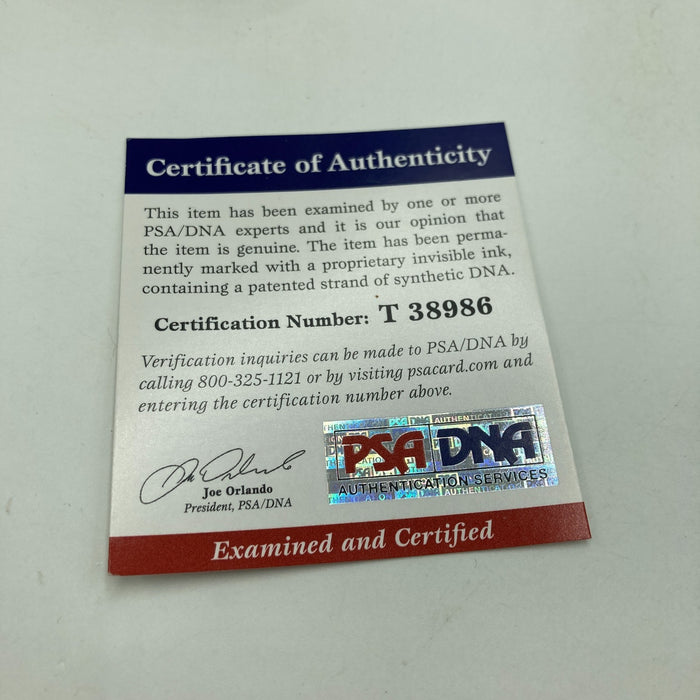 Certificate of Authenticity
This item has been examined by one or more
PSA/DNA experts and it is our opinion that
the item is genuine. The item has been perma-
nently marked with a proprietary invisible ink,
containing a patented strand of synthetic DNA.
Certification Number: T 38986
Verification inquiries can be made to PSA/DNA by
calling 800-325-1121 or by visiting psacard.com and
entering the certification number above.
Joe Orlando
President, PSA/DNA
PSA DNA
AUTHENTICATION SERVICES
Examined and Certified